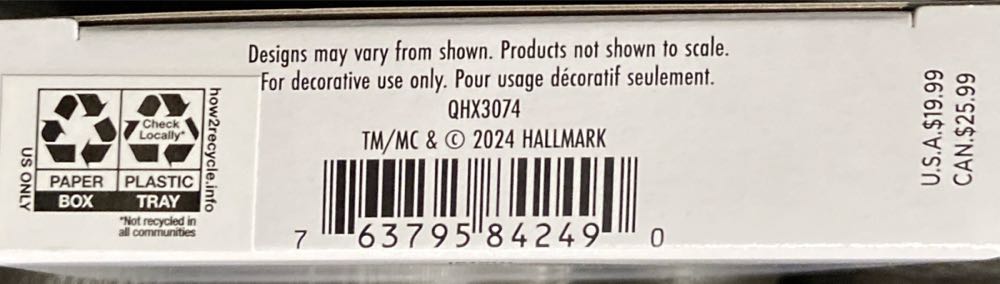 Designs may vary from shown. Products not shown to scale.
For decorative use only. Pour usage décoratif seulement.
QHX3074
TM/MC & © 2024 HALLMARK
7 63795 84249 0
US ONLY
PAPER
BOX
Check
Locally*
PLASTIC
TRAY
how2recycle.info
*Not recycled in
all communities
U.S.A.$19.99
CAN.$25.99